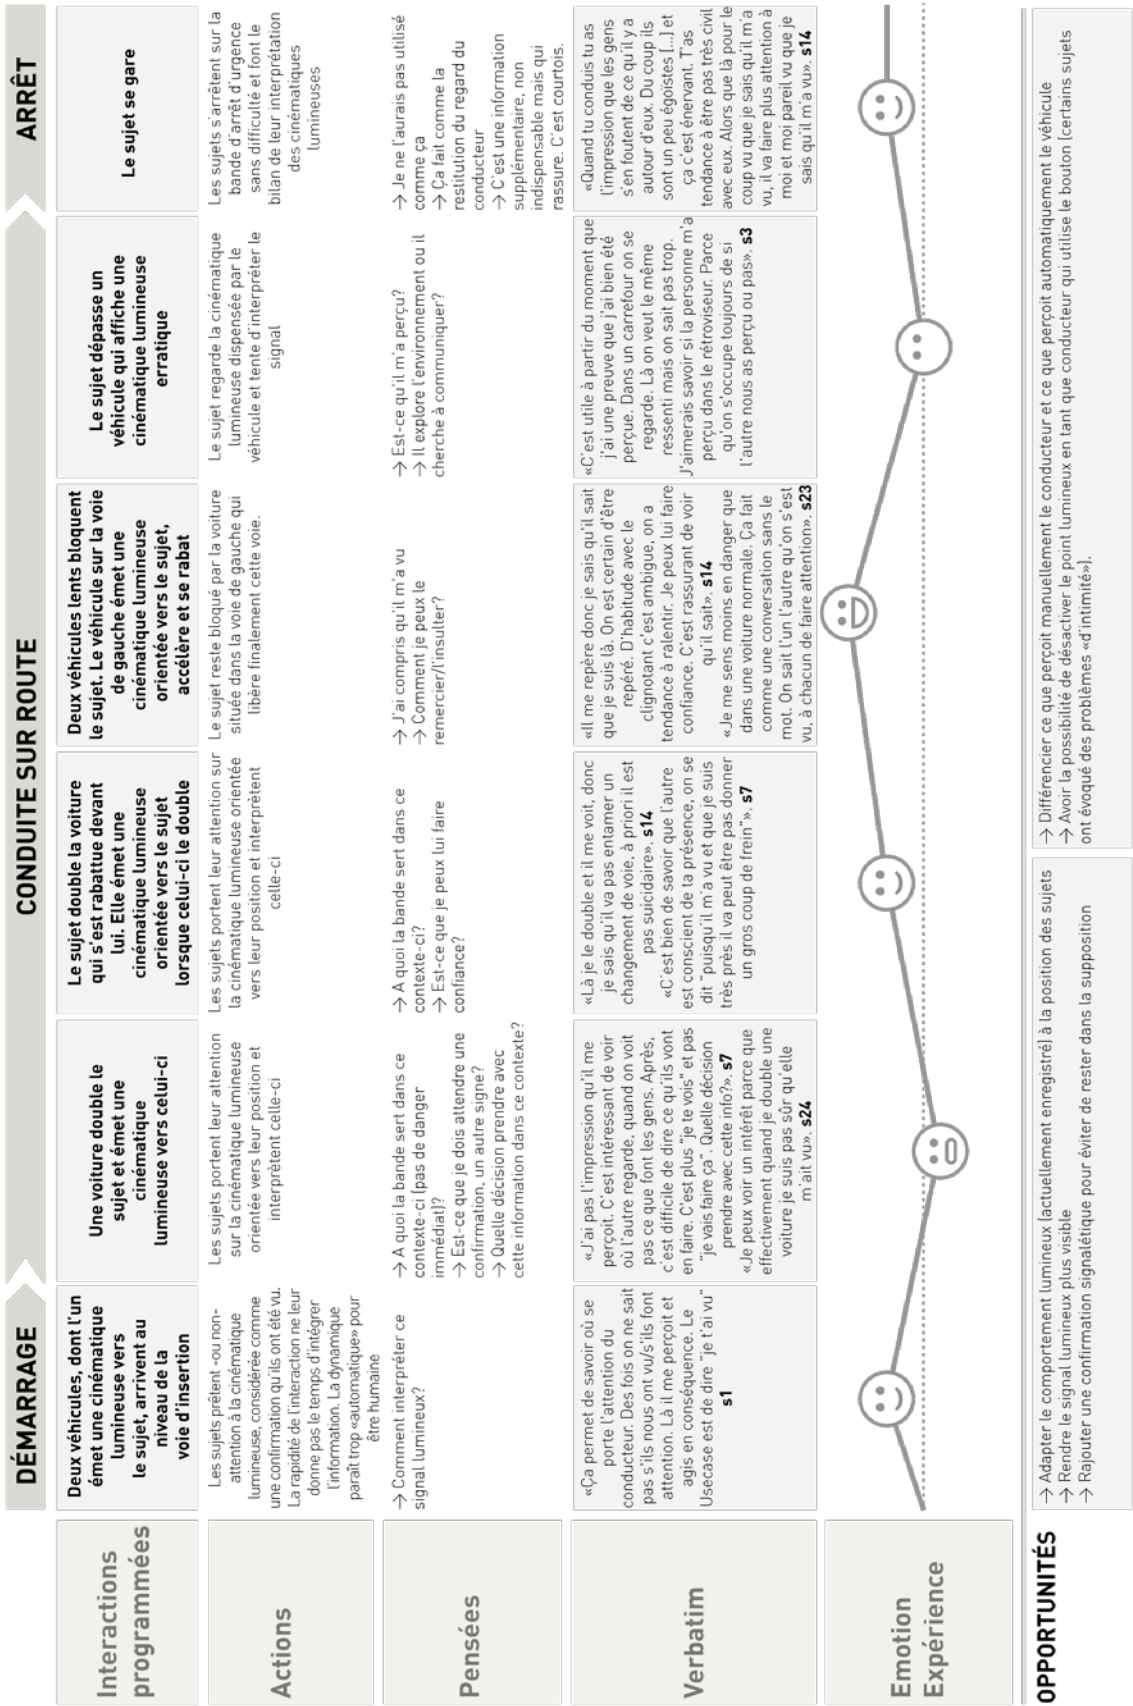 DÉMARRAGE
CONDUITE SUR ROUTE
ARRÊT
Interactions
programmées
Deux véhicules, dont l'un
émet une cinématique
lumineuse vers
le sujet, arrivent au
niveau de la
voie d'insertion
Une voiture double le
sujet et émet une
cinématique
lumineuse vers celui-ci
Le sujet double la voiture
qui s'est rabattue devant
lui. Elle émet une
cinématique lumineuse
orientée vers le sujet
lorsque celui-ci le double
Deux véhicules lents bloquent
le sujet. Le véhicule sur la voie
de gauche émet une
cinématique lumineuse
orientée vers le sujet,
accélère et se rabat
Le sujet dépasse un
véhicule qui affiche une
cinématique lumineuse
erratique
Le sujet se gare
Actions
Les sujets prêtent -ou non-
attention à la cinématique
lumineuse, considérée comme
une confirmation qu'ils ont été vu.
La rapidité de l'interaction ne leur
donne pas le temps d'intégrer
l'information. La dynamique
paraît trop «automatique» pour
être humaine
Les sujets portent leur attention
sur la cinématique lumineuse
orientée vers leur position et
interprètent celle-ci
Les sujets portent leur attention sur
la cinématique lumineuse orientée
vers leur position et interprètent
celle-ci
Le sujet reste bloqué par la voiture
située dans la voie de gauche qui
libère finalement cette voie.
Le sujet regarde la cinématique
lumineuse dispensée par le
véhicule et tente d'interpréter le
signal
Les sujets s'arrêtent sur la
bande d'arrêt d'urgence
sans difficulté et font le
bilan de leur interprétation
des cinématiques
lumineuses
Pensées
→ Comment interpréter ce
signal lumineux?
→ A quoi la bande sert dans ce
contexte-ci (pas de danger
immédiat)?
→ Est-ce que je dois attendre une
confirmation, un autre signe?
→ Quelle décision prendre avec
cette information dans ce contexte?
→ A quoi la bande sert dans ce
contexte-ci?
→ Est-ce que je peux lui faire
confiance?
→ J'ai compris qu'il m'a vu
→ Comment je peux le
remercier/l'insulter?
→ Est-ce qu'il m'a perçu?
→ Il explore l'environnement ou il
cherche à communiquer?
→ Je ne l'aurais pas utilisé
comme ça
→ Ça fait comme la
restitution du regard du
conducteur
→ C'est une information
supplémentaire, non
indispensable mais qui
rassure. C'est courtois.
Verbatim
«Ça permet de savoir où se
porte l'attention du
conducteur. Des fois on ne sait
pas s'ils nous ont vu/s'ils font
attention. Là il me perçoit et
agis en conséquence. Le
Usecase est de dire "je t'ai vu"
s1
«J'ai pas l'impression qu'il me
perçoit. C'est intéressant de voir
où l'autre regarde, quand on voit
pas ce que font les gens. Après,
c'est difficile de dire ce qu'ils vont
en faire. C'est plus "je te vois" et pas
"je vais faire ça". Quelle décision
prendre avec cette info?». s7
«Je peux voir un intérêt parce que
effectivement quand je double une
voiture je suis pas sûr qu'elle
m'ait vu». s24
«Là je le double et il me voit, donc
je sais qu'il va pas entamer un
changement de voie, à priori il est
pas suicidaire». s14
«C'est bien de savoir que l'autre
est conscient de ta présence, on se
dit "puisqu'il m'a vu et que je suis
très près il va peut être pas donner
un gros coup de frein"». s7
«Il me repère donc je sais qu'il sait
que je suis là. On est certain d'être
repéré. D'habitude avec le
clignotant c'est ambigue, on a
tendance à ralentir. Je peux lui faire
confiance. C'est rassurant de voir
qu'il sait». s14
«Je me sens moins en danger que
dans une voiture normale. Ça fait
comme une conversation sans le
mot. On sait l'un l'autre qu'on s'est
vu, à chacun de faire attention». s23
«C'est utile à partir du moment que
j'ai une preuve que j'ai bien été
perçue. Dans un carrefour on se
regarde. Là on veut le même
ressenti mais on sait pas trop.
J'aimerais savoir si la personne m'a
perçu dans le rétroviseur. Parce
qu'on s'occupe toujours de si
l'autre nous as perçu ou pas». s3
«Quand tu conduis tu as
l'impression que les gens
s'en foutent de ce qu'il y a
autour d'eux. Du coup ils
sont un peu égoïstes [...] et
ça c'est énervant. T'as
tendance à être pas très civil
avec eux. Alors que là pour le
coup vu que je sais qu'il m'a
vu, il va faire plus attention à
moi et moi pareil vu que je
sais qu'il m'a vu». s14
Emotion
Expérience
OPPORTUNITÉS
→ Adapter le comportement lumineux (actuellement enregistré) à la position des sujets
→ Rendre le signal lumineux plus visible
→ Rajouter une confirmation signalétique pour éviter de rester dans la supposition
→ Différencier ce que perçoit manuellement le conducteur et ce que perçoit automatiquement le véhicule
→ Avoir la possibilité de désactiver le point lumineux en tant que conducteur qui utilise le bouton (certains sujets
ont évoqué des problèmes «d'intimité»).